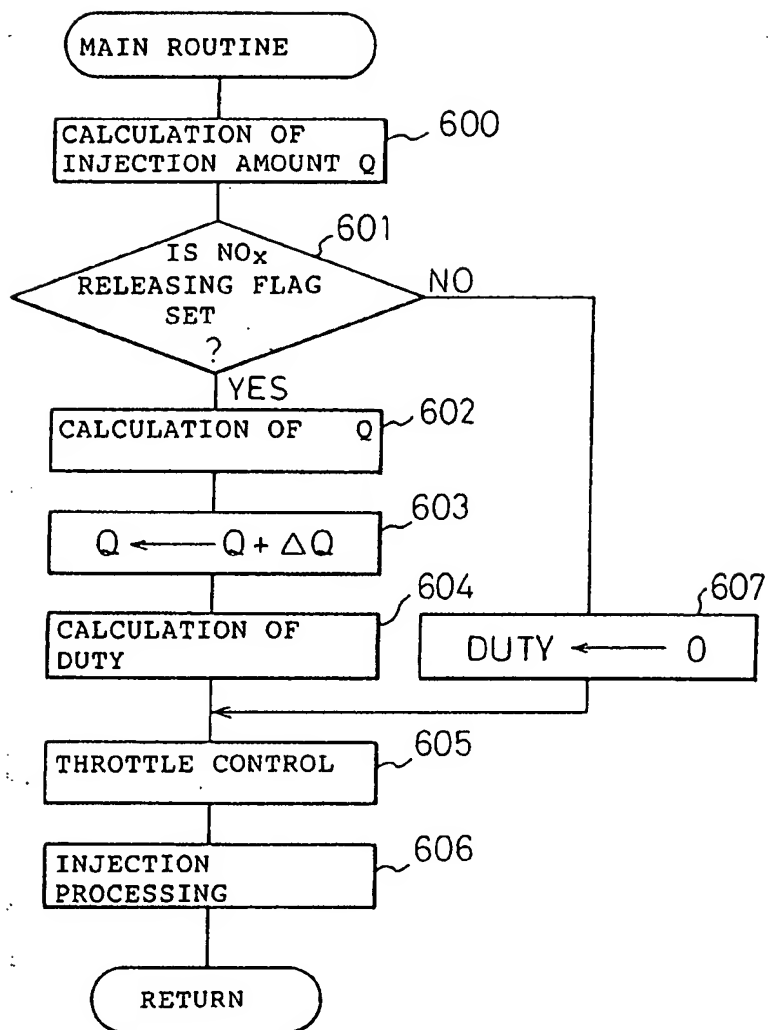 MAIN ROUTINE
CALCULATION OF
INJECTION AMOUNT Q
600
601
IS NOx
RELEASING FLAG
SET
?
NO
YES
CALCULATION OF Q
602
Q ← Q + △Q
603
CALCULATION OF
DUTY
604
DUTY ← 0
607
THROTTLE CONTROL
605
INJECTION
PROCESSING
606
RETURN